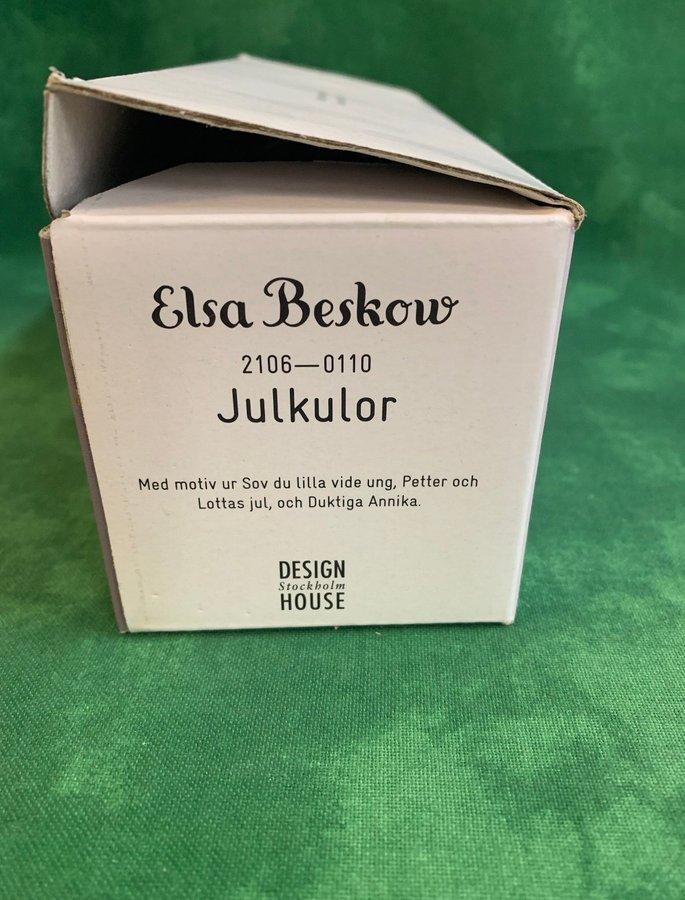 Elsa Beskow
2106—0110
Julkulor
Med motiv ur Sov du lilla vide ung, Petter och
Lottas jul, och Duktiga Annika.
DESIGN
Stockholm
HOUSE